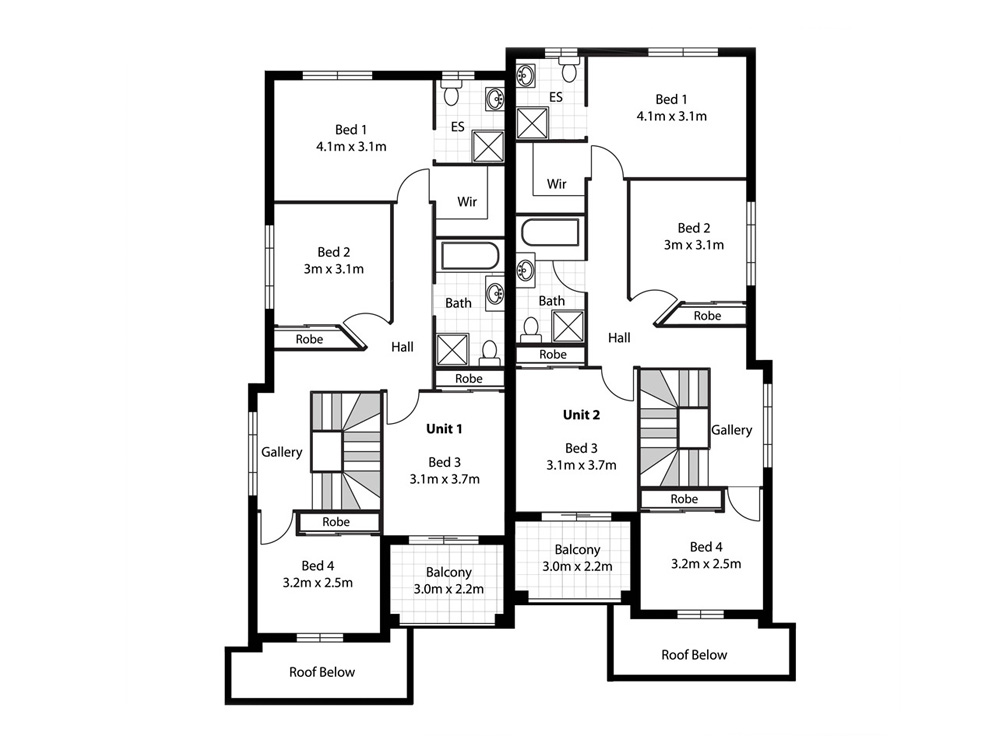 Bed 1
4.1m x 3.1m
ES
Wir
Bed 2
3m x 3.1m
Robe
Hall
Bath
Robe
Gallery
Unit 1
Bed 3
3.1m x 3.7m
Robe
Bed 4
3.2m x 2.5m
Balcony
3.0m x 2.2m
Roof Below
ES
Bed 1
4.1m x 3.1m
Wir
Bed 2
3m x 3.1m
Robe
Bath
Hall
Robe
Unit 2
Bed 3
3.1m x 3.7m
Gallery
Robe
Bed 4
3.2m x 2.5m
Balcony
3.0m x 2.2m
Roof Below